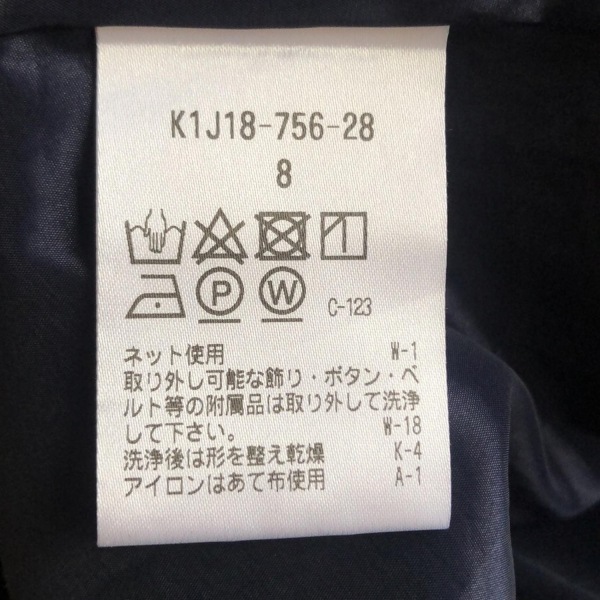 K1J18-756-28
8
P W C-123
ネット使用 W-1
取り外し可能な飾り・ボタン・ベ
ルト等の附属品は取り外して洗浄
して下さい。 W-18
洗浄後は形を整え乾燥 K-4
アイロンはあて布使用 A-1